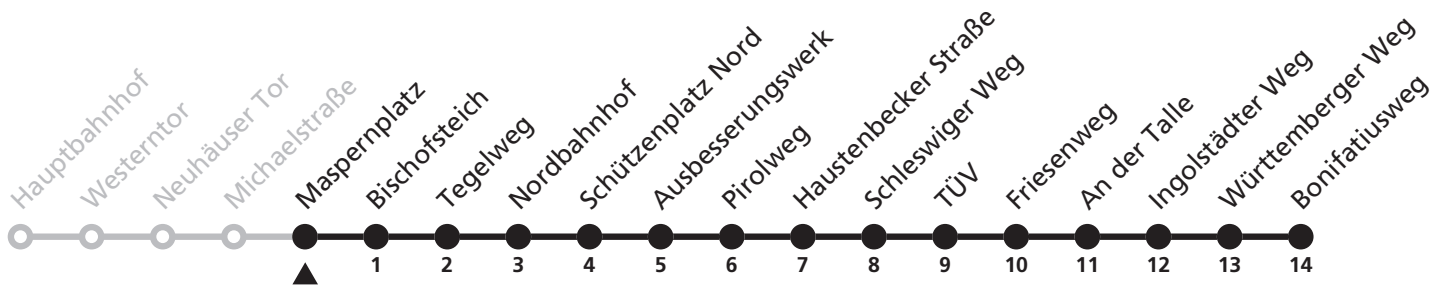 Hauptbahnhof
Westerntor
Neuhäuser Tor
Michaelstraße
Maspernplatz
Bischofsteich
Tegelweg
Nordbahnhof
Schützenplatz Nord
Ausbesserungswerk
Pirolweg
Haustenbecker Straße
Schleswiger Weg
TÜV
Friesenweg
An der Talle
Ingolstädter Weg
Württemberger Weg
Bonifatiusweg
1 2 3 4 5 6 7 8 9 10 11 12 13 14